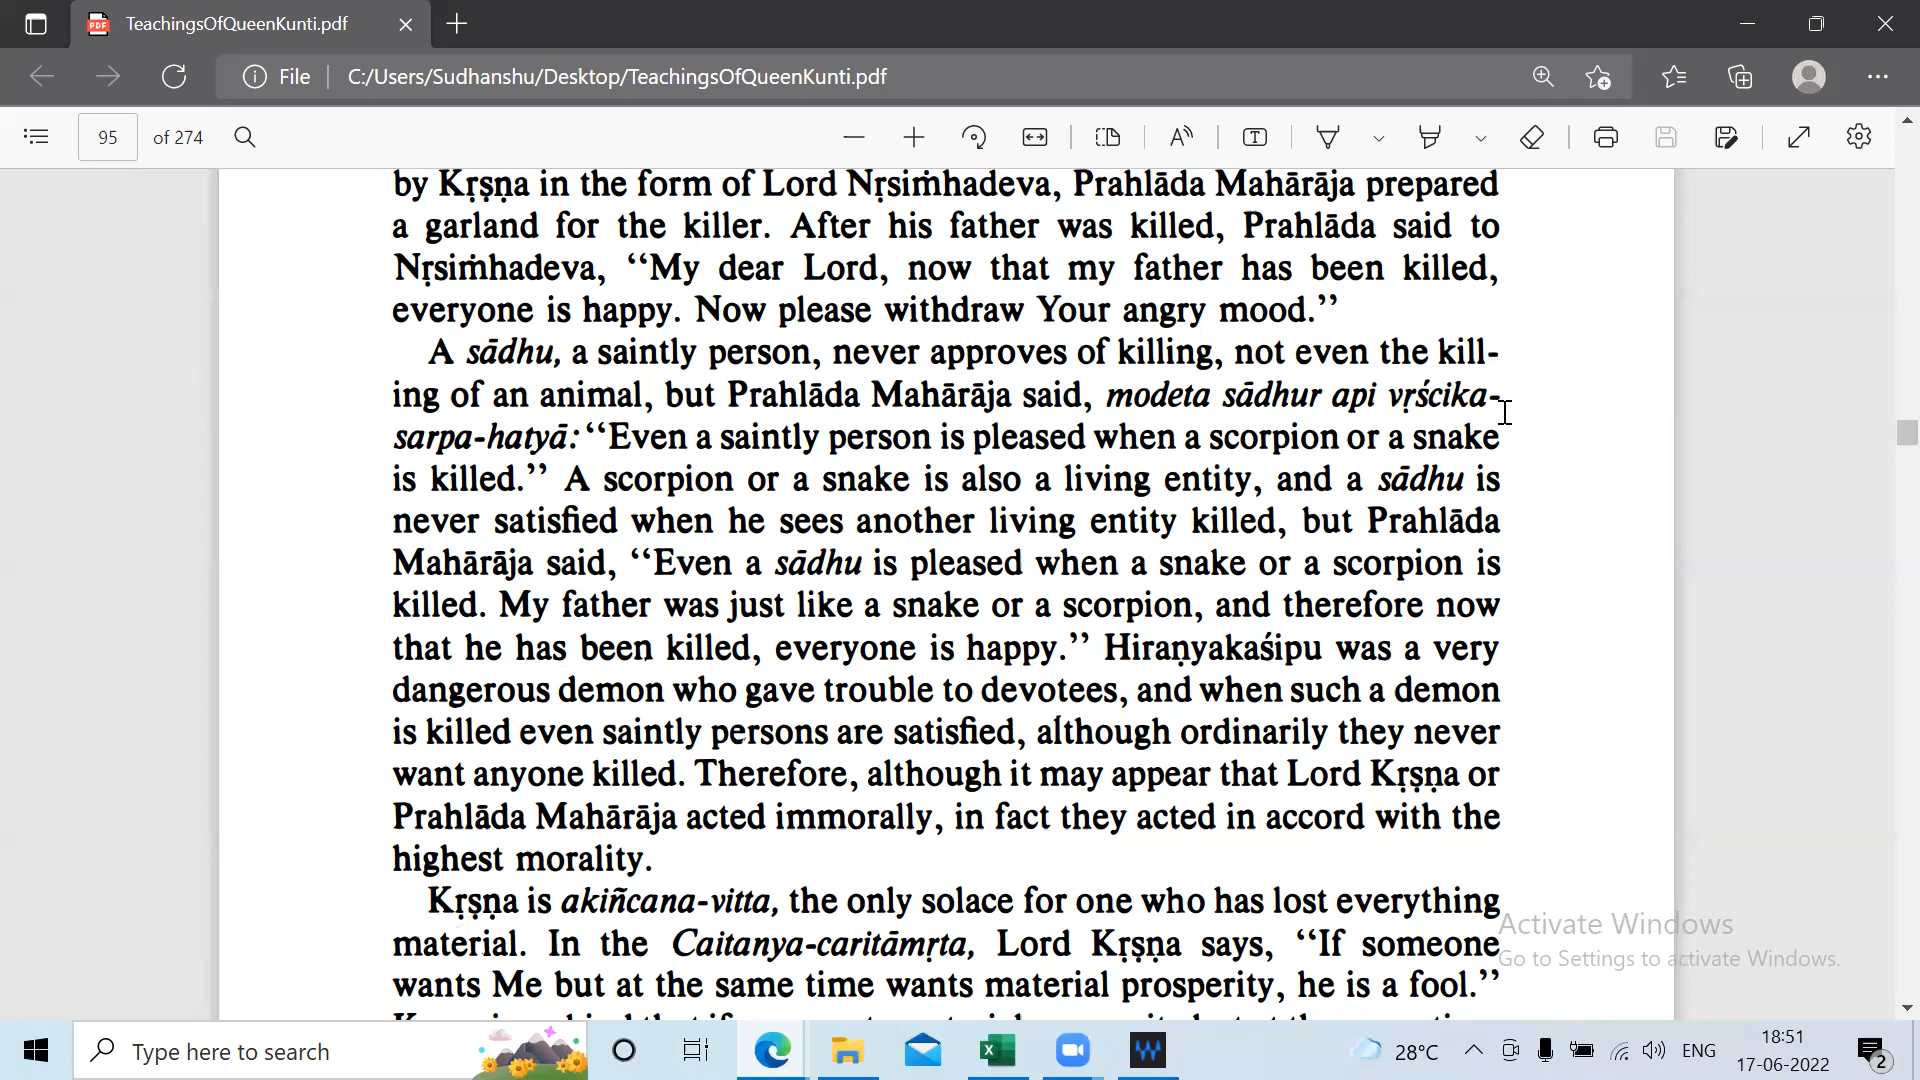 TeachingsOfQueenKunti.pdf
File C:/Users/Sudhanshu/Desktop/TeachingsOfQueenKunti.pdf
95 of 274
by Kṛṣṇa in the form of Lord Nṛsiṁhadeva, Prahlāda Mahārāja prepared
a garland for the killer. After his father was killed, Prahlāda said to
Nṛsiṁhadeva, ‘‘My dear Lord, now that my father has been killed,
everyone is happy. Now please withdraw Your angry mood.’’
A sādhu, a saintly person, never approves of killing, not even the kill-
ing of an animal, but Prahlāda Mahārāja said, modeta sādhur api vṛścika-
sarpa-hatyā: ‘‘Even a saintly person is pleased when a scorpion or a snake
is killed.’’ A scorpion or a snake is also a living entity, and a sādhu is
never satisfied when he sees another living entity killed, but Prahlāda
Mahārāja said, ‘‘Even a sādhu is pleased when a snake or a scorpion is
killed. My father was just like a snake or a scorpion, and therefore now
that he has been killed, everyone is happy.’’ Hiraṇyakaśipu was a very
dangerous demon who gave trouble to devotees, and when such a demon
is killed even saintly persons are satisfied, although ordinarily they never
want anyone killed. Therefore, although it may appear that Lord Kṛṣṇa or
Prahlāda Mahārāja acted immorally, in fact they acted in accord with the
highest morality.
Kṛṣṇa is akiñcana-vitta, the only solace for one who has lost everything
material. In the Caitanya-caritāmṛta, Lord Kṛṣṇa says, ‘‘If someone
wants Me but at the same time wants material prosperity, he is a fool.’’
Activate Windows
Go to Settings to activate Windows.
Type here to search
28°C
ENG
18:51
17-06-2022
2